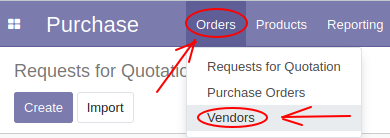 Purchase Orders Products Reporting
Requests for Quotatio
Requests for Quotation
Create Import
Purchase Orders
Vendors